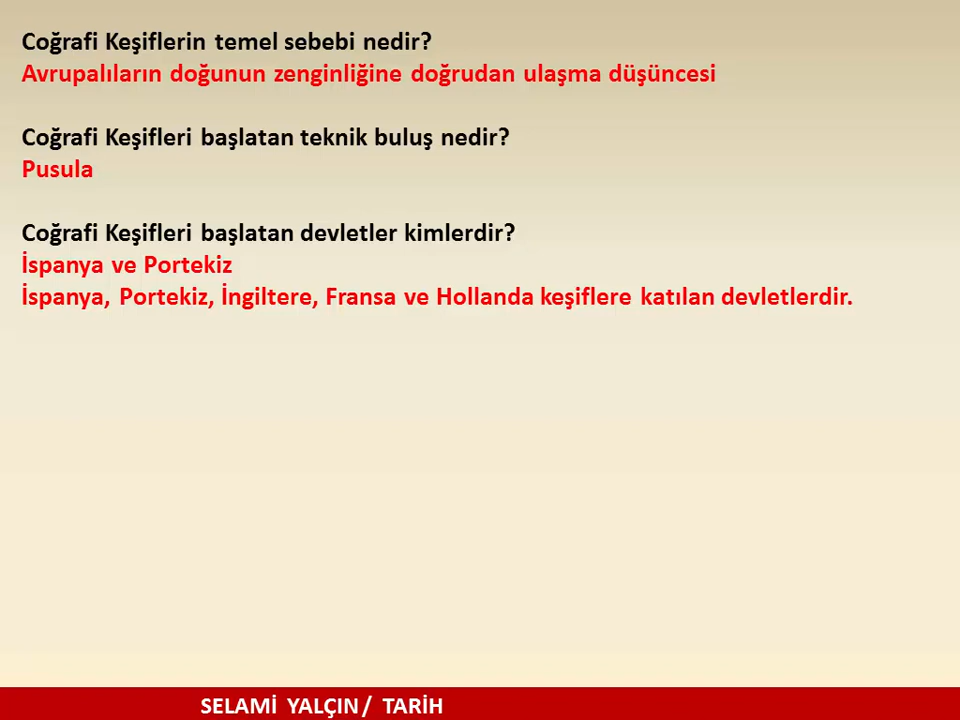 Coğrafi Keşiflerin temel sebebi nedir?
Avrupalıların doğunun zenginliğine doğrudan ulaşma düşüncesi
Coğrafi Keşifleri başlatan teknik buluş nedir?
Pusula
Coğrafi Keşifleri başlatan devletler kimlerdir?
İspanya ve Portekiz
İspanya, Portekiz, İngiltere, Fransa ve Hollanda keşiflere katılan devletlerdir.
SELAMİ YALÇIN / TARİH